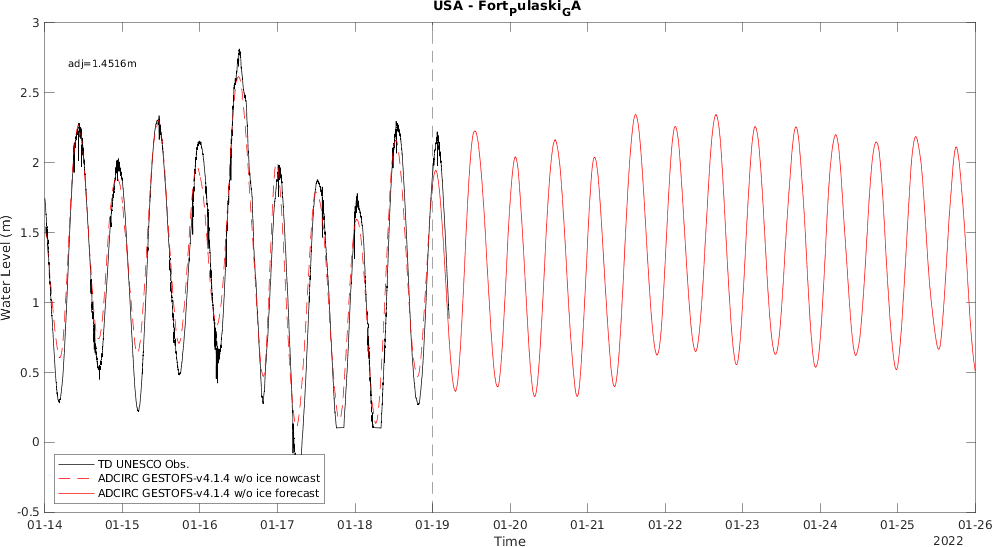 USA - Fort_Pulaski_GA
adj=1.4516m
3
2.5
2
1.5
1
0.5
0
-0.5
Water Level (m)
TD UNESCO Obs.
ADCIRC GESTOFS-v4.1.4 w/o ice nowcast
ADCIRC GESTOFS-v4.1.4 w/o ice forecast
01-14 01-15 01-16 01-17 01-18 01-19 01-20 01-21 01-22 01-23 01-24 01-25 01-26
Time
2022